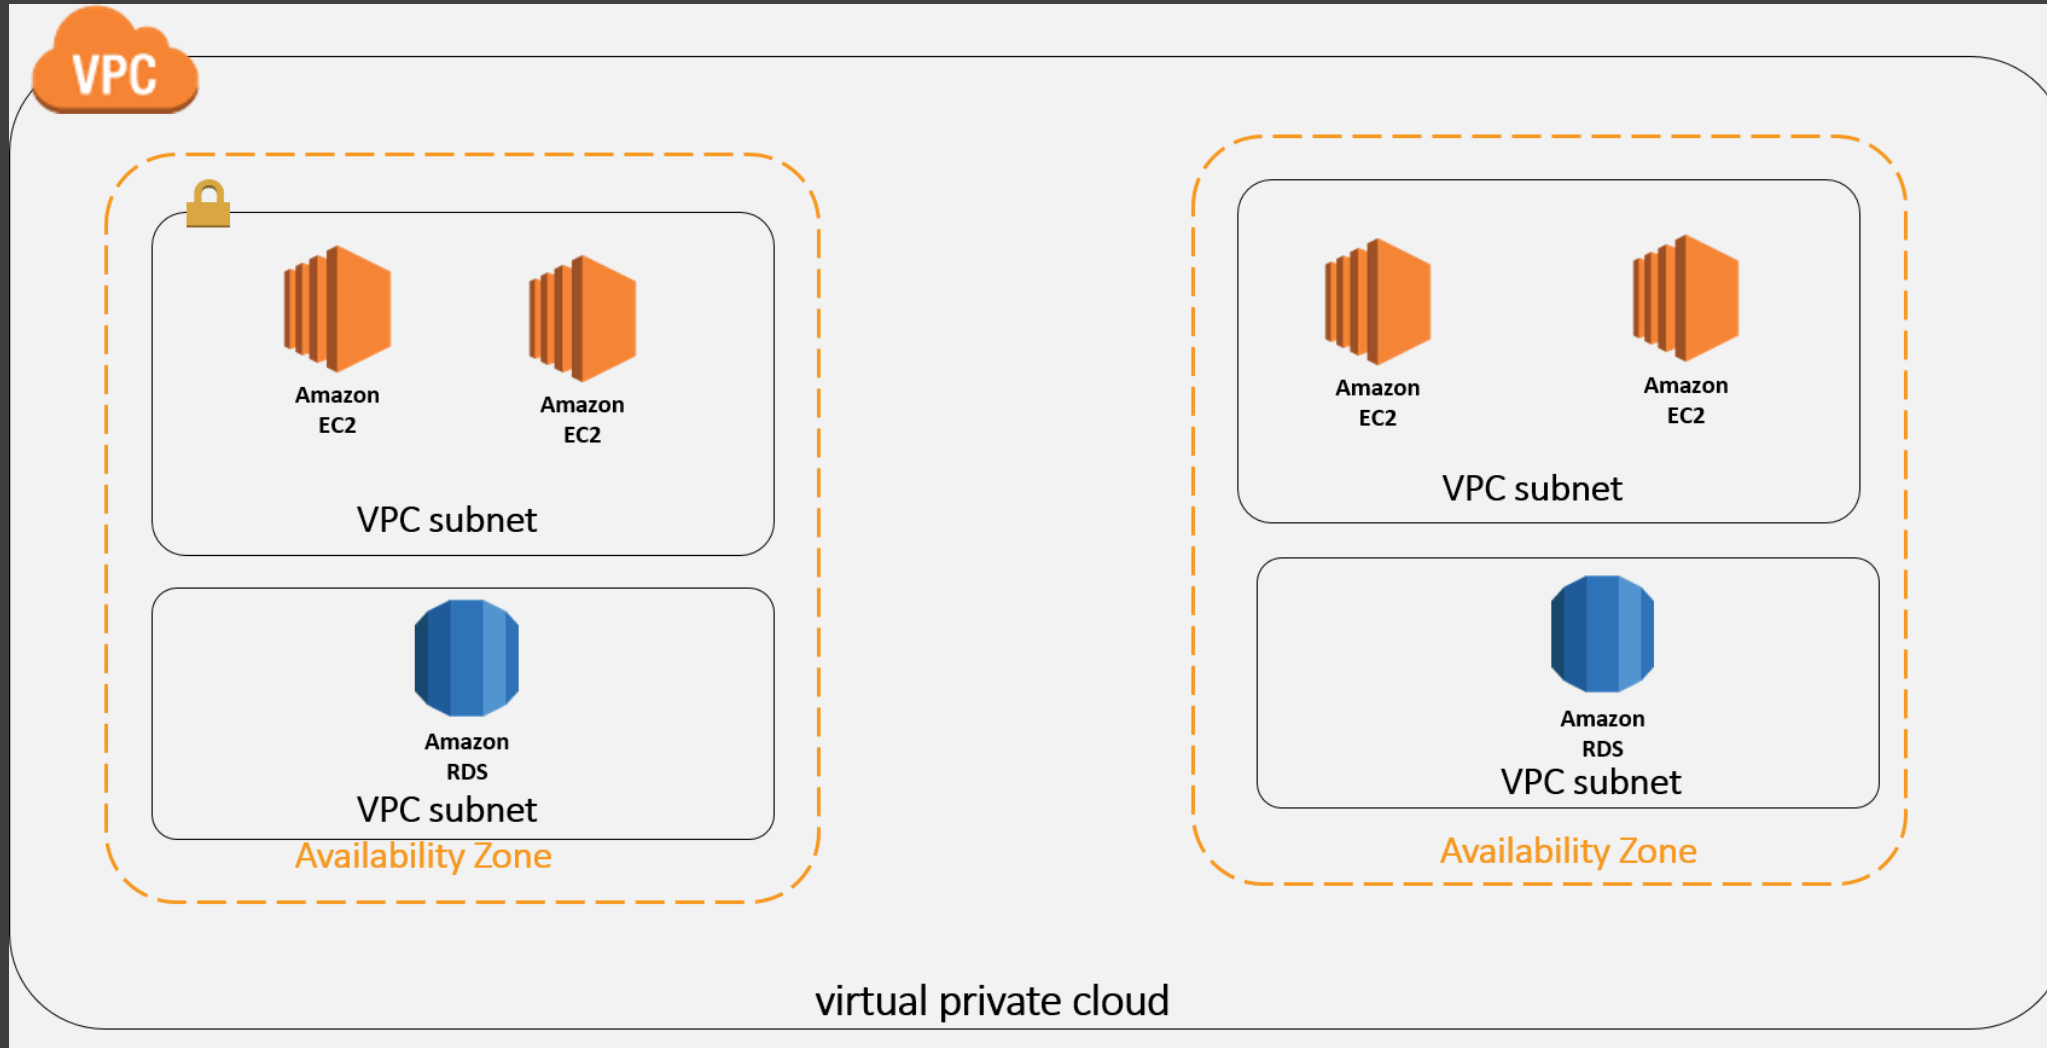 VPC
Amazon
EC2
Amazon
EC2
VPC subnet
Amazon
RDS
VPC subnet
Availability Zone
Amazon
EC2
Amazon
EC2
VPC subnet
Amazon
RDS
VPC subnet
Availability Zone
virtual private cloud